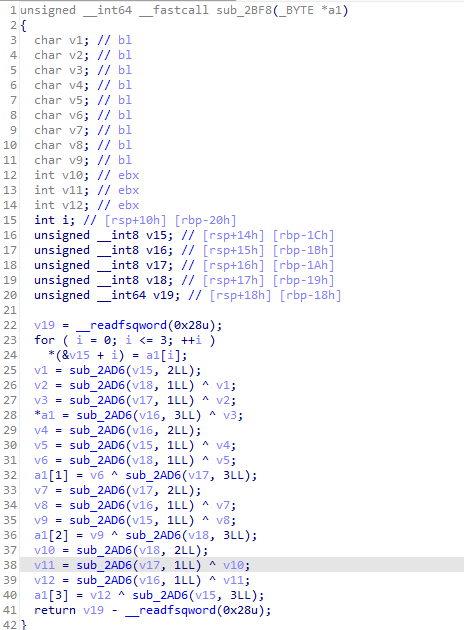 1 unsigned __int64 __fastcall sub_2BF8(_BYTE *a1)
2 {
3 char v1; // bl
4 char v2; // bl
5 char v3; // bl
6 char v4; // bl
7 char v5; // bl
8 char v6; // bl
9 char v7; // bl
10 char v8; // bl
11 char v9; // bl
12 int v10; // ebx
13 int v11; // ebx
14 int v12; // ebx
15 int i; // [rsp+10h] [rbp-20h]
16 unsigned __int8 v15; // [rsp+14h] [rbp-1Ch]
17 unsigned __int8 v16; // [rsp+15h] [rbp-1Bh]
18 unsigned __int8 v17; // [rsp+16h] [rbp-1Ah]
19 unsigned __int8 v18; // [rsp+17h] [rbp-19h]
20 unsigned __int64 v19; // [rsp+18h] [rbp-18h]
21
22 v19 = __readfsqword(0x28u);
23 for ( i = 0; i <= 3; ++i )
24 *(&v15 + i) = a1[i];
25 v1 = sub_2AD6(v15, 2LL);
26 v2 = sub_2AD6(v18, 1LL) ^ v1;
27 v3 = sub_2AD6(v17, 1LL) ^ v2;
28 *a1 = sub_2AD6(v16, 3LL) ^ v3;
29 v4 = sub_2AD6(v16, 2LL);
30 v5 = sub_2AD6(v15, 1LL) ^ v4;
31 v6 = sub_2AD6(v18, 1LL) ^ v5;
32 a1[1] = v6 ^ sub_2AD6(v17, 3LL);
33 v7 = sub_2AD6(v17, 2LL);
34 v8 = sub_2AD6(v16, 1LL) ^ v7;
35 v9 = sub_2AD6(v15, 1LL) ^ v8;
36 a1[2] = v9 ^ sub_2AD6(v18, 3LL);
37 v10 = sub_2AD6(v18, 2LL);
38 v11 = sub_2AD6(v17, 1LL) ^ v10;
39 v12 = sub_2AD6(v16, 1LL) ^ v11;
40 a1[3] = v12 ^ sub_2AD6(v15, 3LL);
41 return v19 - __readfsqword(0x28u);
42 }